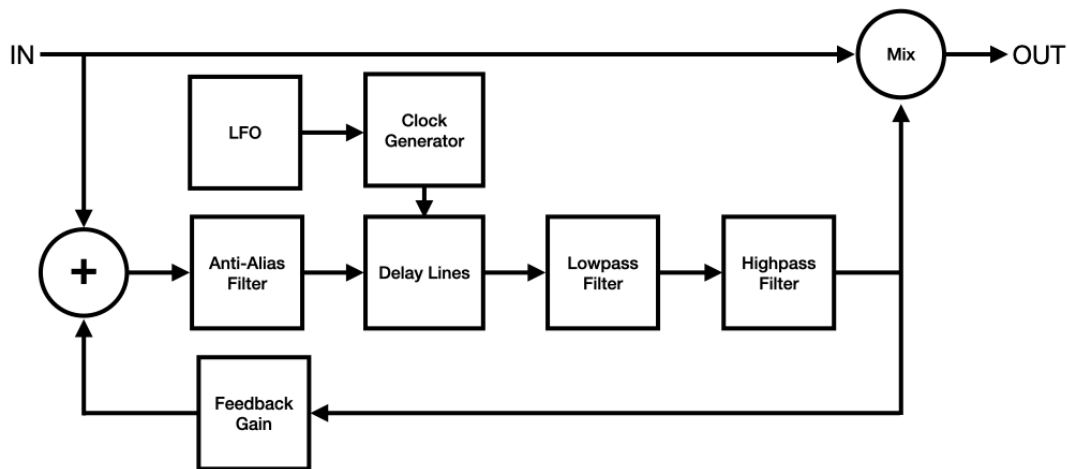 IN
Mix
OUT
LFO
Clock
Generator
+
Anti-Alias
Filter
Delay Lines
Lowpass
Filter
Highpass
Filter
Feedback
Gain